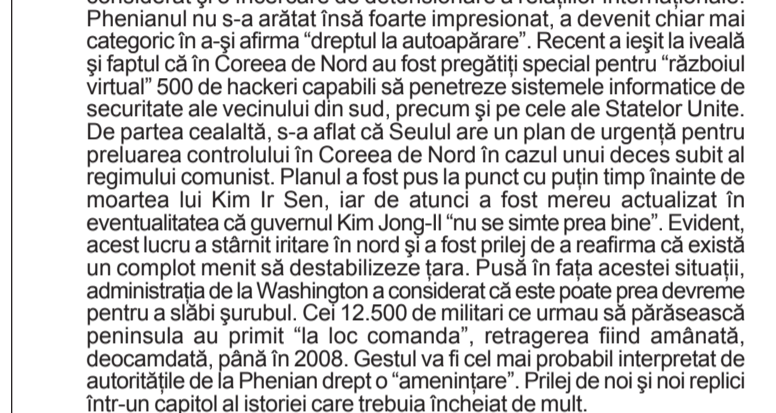 considerat şi o încercare de detensionare a relaţiilor internaţionale.
Phenianul nu s-a arătat însă foarte impresionat, a devenit chiar mai
categoric în a-şi afirma “dreptul la autoapărare”. Recent a ieşit la iveală
şi faptul că în Coreea de Nord au fost pregătiţi special pentru “războiul
virtual” 500 de hackeri capabili să penetreze sistemele informatice de
securitate ale vecinului din sud, precum şi pe cele ale Statelor Unite.
De partea cealaltă, s-a aflat că Seulul are un plan de urgenţă pentru
preluarea controlului în Coreea de Nord în cazul unui deces subit al
regimului comunist. Planul a fost pus la punct cu puţin timp înainte de
moartea lui Kim Ir Sen, iar de atunci a fost mereu actualizat în
eventualitatea că guvernul Kim Jong-Il “nu se simte prea bine”. Evident,
acest lucru a stârnit iritare în nord şi a fost prilej de a reafirma că există
un complot menit să destabilizeze ţara. Pusă în faţa acestei situaţii,
administraţia de la Washington a considerat că este poate prea devreme
pentru a slăbi şurubul. Cei 12.500 de militari ce urmau să părăsească
peninsula au primit “la loc comanda”, retragerea fiind amânată,
deocamdată, până în 2008. Gestul va fi cel mai probabil interpretat de
autorităţile de la Phenian drept o “ameninţare”. Prilej de noi şi noi replici
într-un capitol al istoriei care trebuia încheiat de mult.